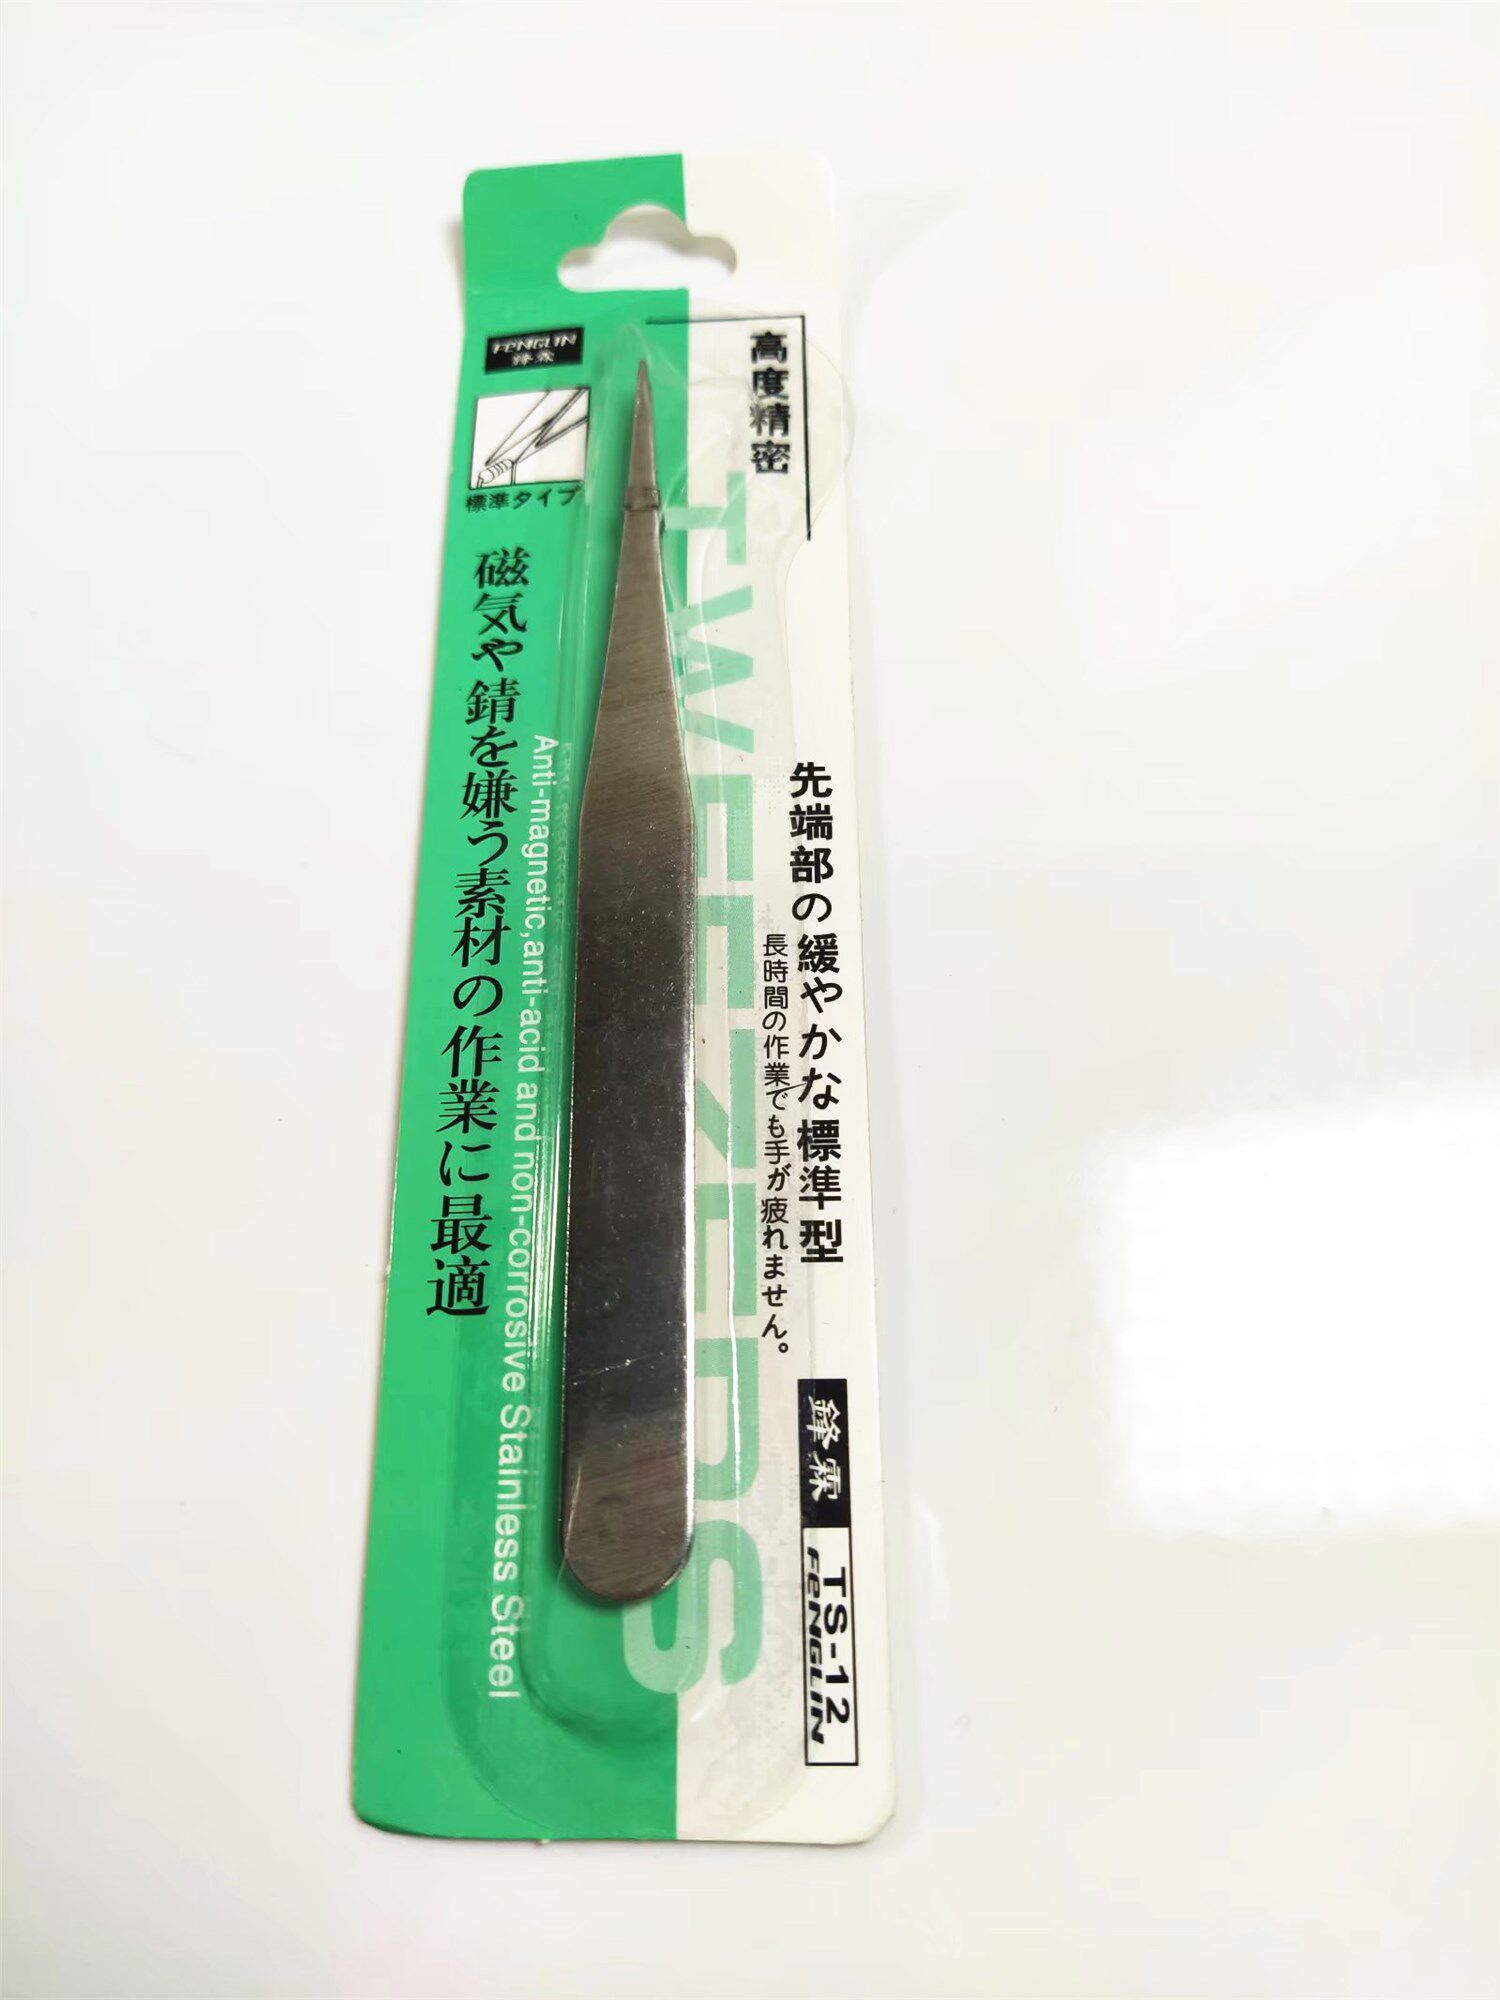 FENGLIN
鋒霖
標準タイプ
高度精密
TWEEZERS
磁気や錆を嫌う素材の作業に最適
Anti-magnetic,anti-acid and non-corrosive Stainless Steel
先端部の緩やかな標準型
長時間の作業でも手が疲れません。
鋒霖
TS-12
FENGLIN